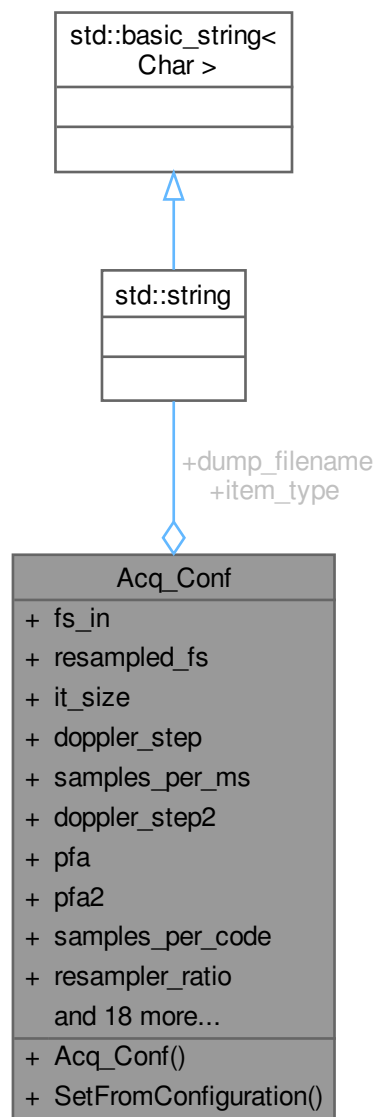 std::basic_string<
Char >
std::string
+dump_filename
+item_type
Acq_Conf
+ fs_in
+ resampled_fs
+ it_size
+ doppler_step
+ samples_per_ms
+ doppler_step2
+ pfa
+ pfa2
+ samples_per_code
+ resampler_ratio
and 18 more...
+ Acq_Conf()
+ SetFromConfiguration()